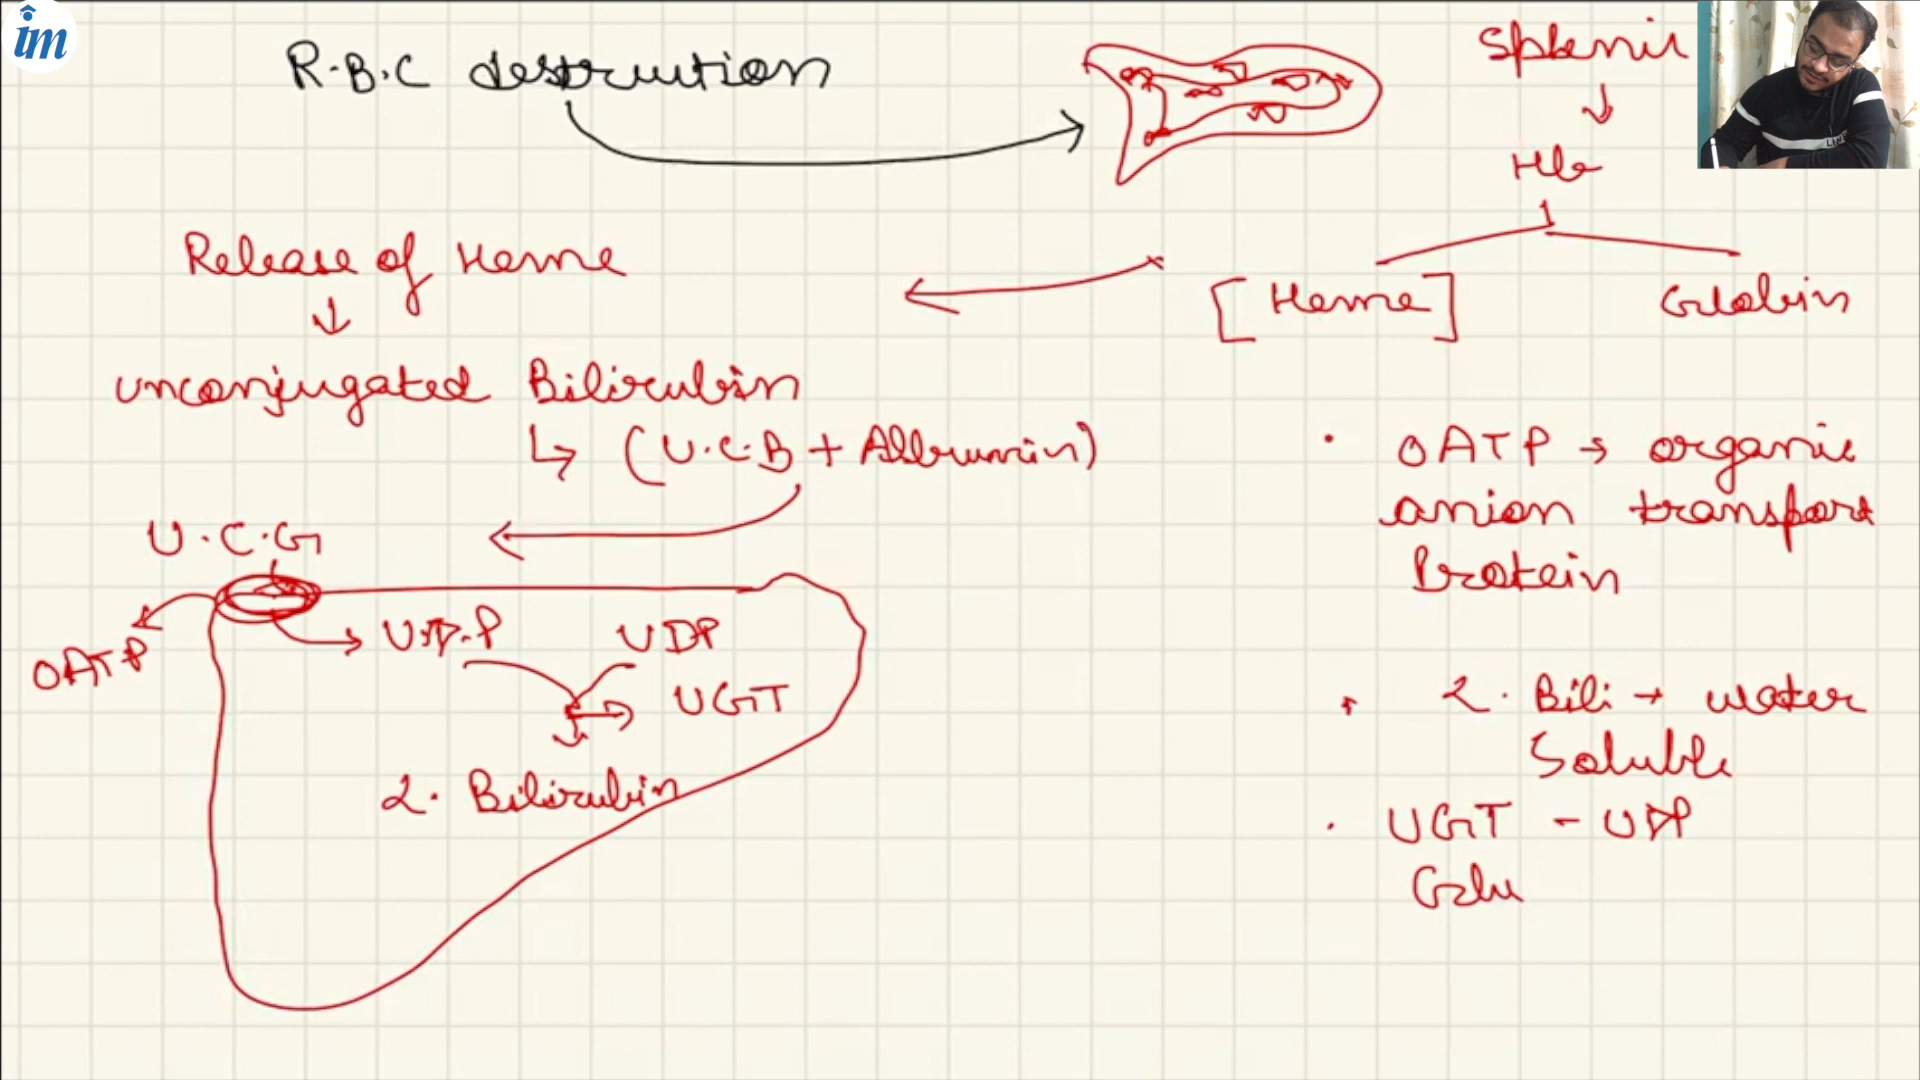 im
R.B.C destruction
Splenic
Hb
[Heme] Globin
Release of Heme
unconjugated Bilirubin
(U.C.B + Albumin)
U.C.G
OATP
U.D.P UDP
UGT
2. Bilirubin
• OATP → organic
anion transport
Protein
2. Bili → water
Soluble
• UGT - UDP
Glu